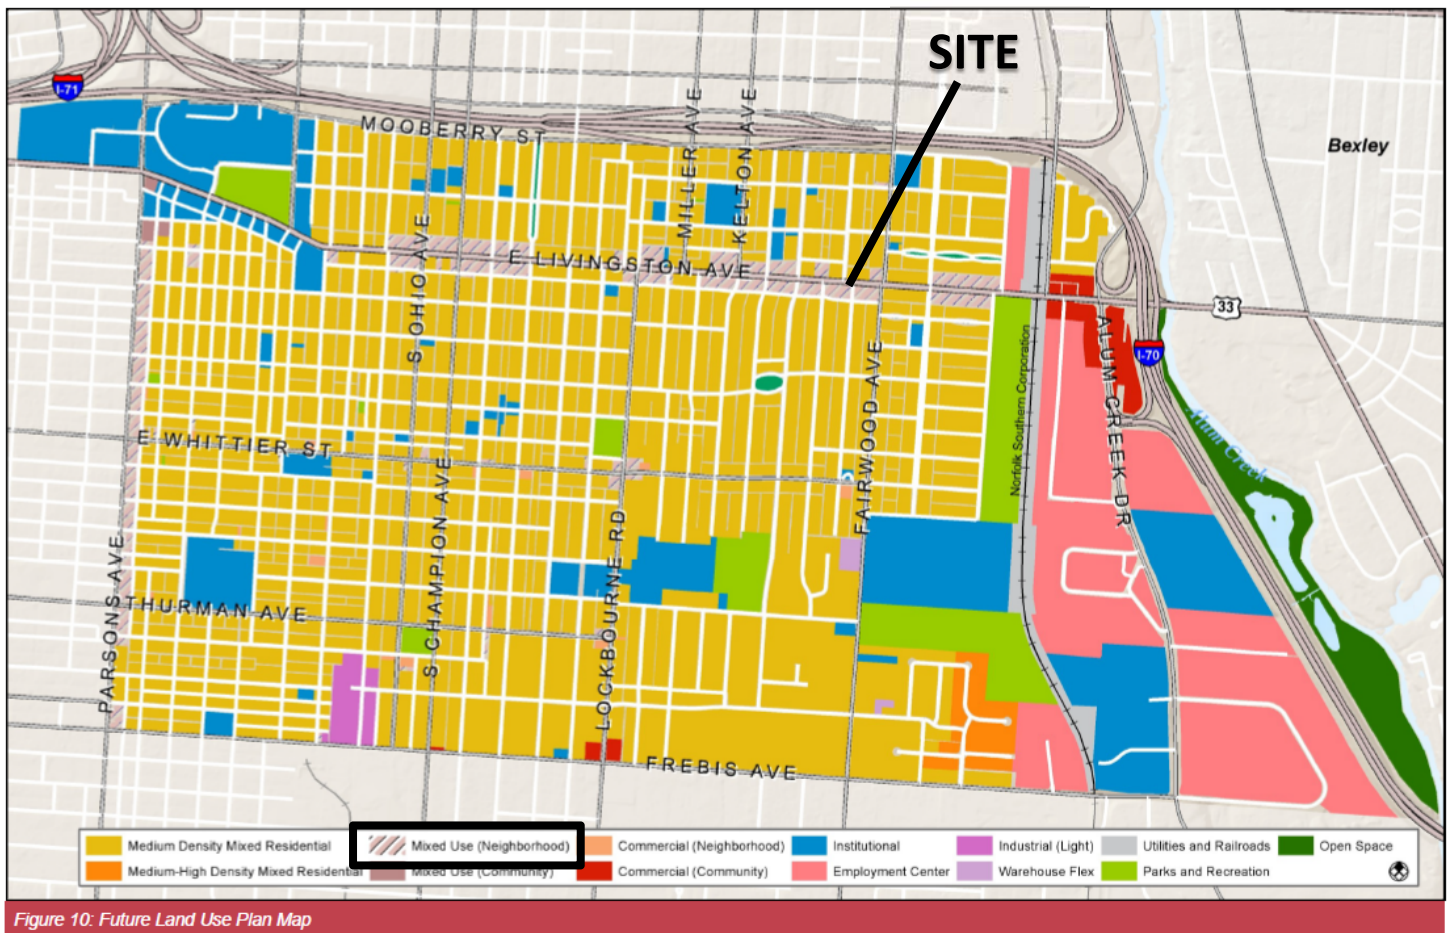 SITE
I-71
MOOBERRY ST
MILLER AVE
KELTON AVE
Bexley
S OHIO AVE
E LIVINGSTON AVE
33
I-70
Norfolk Southern Corporation
ALUM CREEK DR
FAIRWOOD AVE
Alum Creek
E WHITTIER ST
S CHAMPION AVE
LOCKBOURNE RD
PARSONS AVE
THURMAN AVE
FREBIS AVE
Medium Density Mixed Residential
Mixed Use (Neighborhood)
Commercial (Neighborhood)
Institutional
Industrial (Light)
Utilities and Railroads
Open Space
Medium-High Density Mixed Residential
Mixed Use (Community)
Commercial (Community)
Employment Center
Warehouse Flex
Parks and Recreation
Figure 10: Future Land Use Plan Map